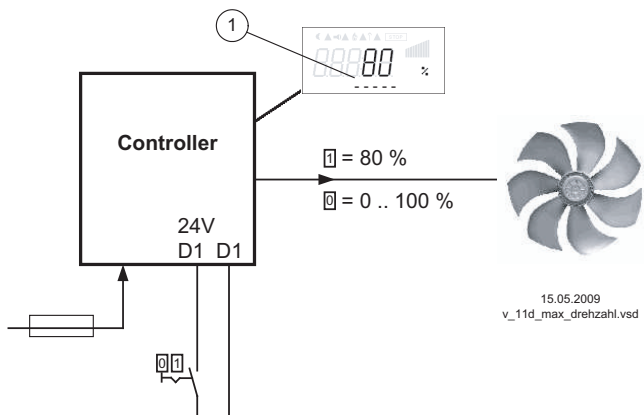 1
80
%
Controller
1 = 80 %
0 = 0 .. 100 %
24V
D1 D1
15.05.2009
v_11d_max_drehzahl.vsd
0 1